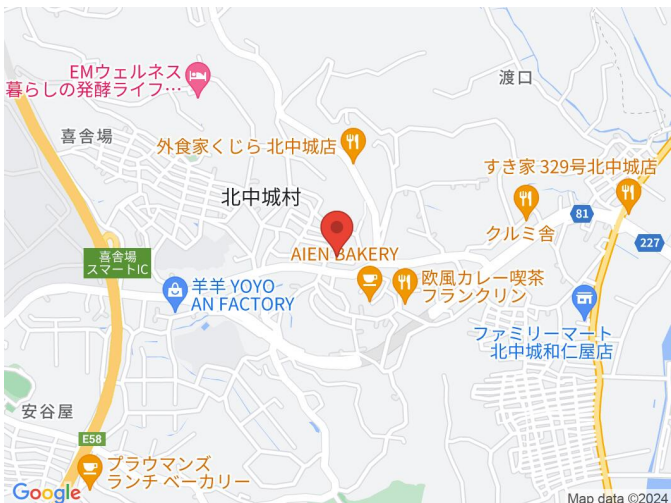 EMウェルネス
暮らしの発酵ライフ…
渡口
喜舎場
外食家くじら 北中城店
すき家 329号北中城店
北中城村
81
クルミ舎
227
喜舎場
スマートIC
AIEN BAKERY
羊羊 YOYO
AN FACTORY
欧風カレー喫茶
フランクリン
ファミリーマート
北中城和仁屋店
安谷屋
E58
プラウマンズ
ランチ ベーカリー
Google
Map data ©2024